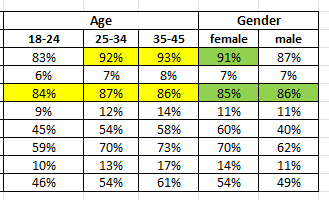 Age Gender
18-24 25-34 35-45 female male
83% 92% 93% 91% 87%
6% 7% 8% 7% 7%
84% 87% 86% 85% 86%
9% 12% 14% 11% 11%
45% 54% 58% 60% 40%
59% 70% 73% 70% 62%
10% 13% 17% 14% 11%
46% 54% 61% 54% 49%